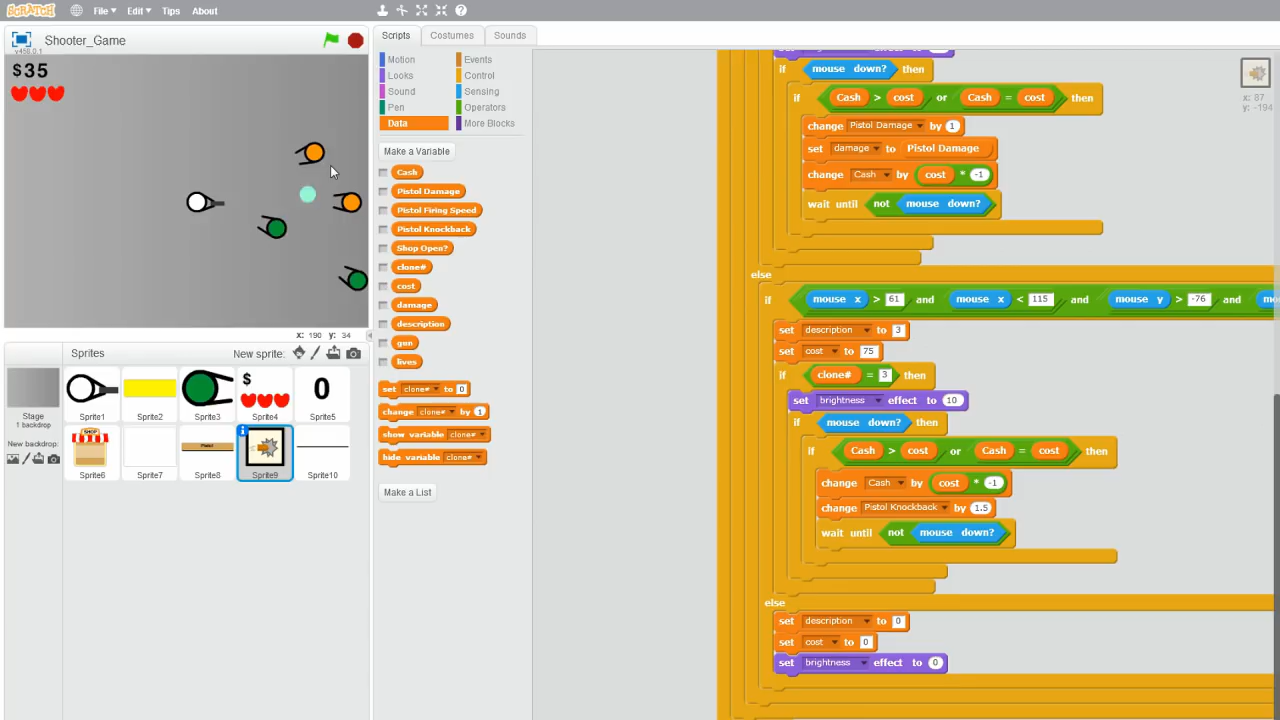 SCRATCH File Edit Tips About
Shooter_Game
v458.0.1
$35
x: 190 y: 34
Sprites New sprite:
Stage
1 backdrop
New backdrop:
Sprite1 Sprite2 Sprite3 Sprite4 Sprite5
$ 0
SHOP Pistol
Sprite6 Sprite7 Sprite8 Sprite9 Sprite10
Scripts Costumes Sounds
Motion Events
Looks Control
Sound Sensing
Pen Operators
Data More Blocks
Make a Variable
Cash
Pistol Damage
Pistol Firing Speed
Pistol Knockback
Shop Open?
clone#
cost
damage
description
gun
lives
set clone# to 0
change clone# by 1
show variable clone#
hide variable clone#
Make a List
x: 87
y: -194
if mouse down? then
if Cash > cost or Cash = cost then
change Pistol Damage by 1
set damage to Pistol Damage
change Cash by cost * -1
wait until not mouse down?
else
if mouse x > 61 and mouse x < 115 and mouse y > -76 and
set description to 3
set cost to 75
if clone# = 3 then
set brightness effect to 10
if mouse down? then
if Cash > cost or Cash = cost then
change Cash by cost * -1
change Pistol Knockback by 1.5
wait until not mouse down?
else
set description to 0
set cost to 0
set brightness effect to 0